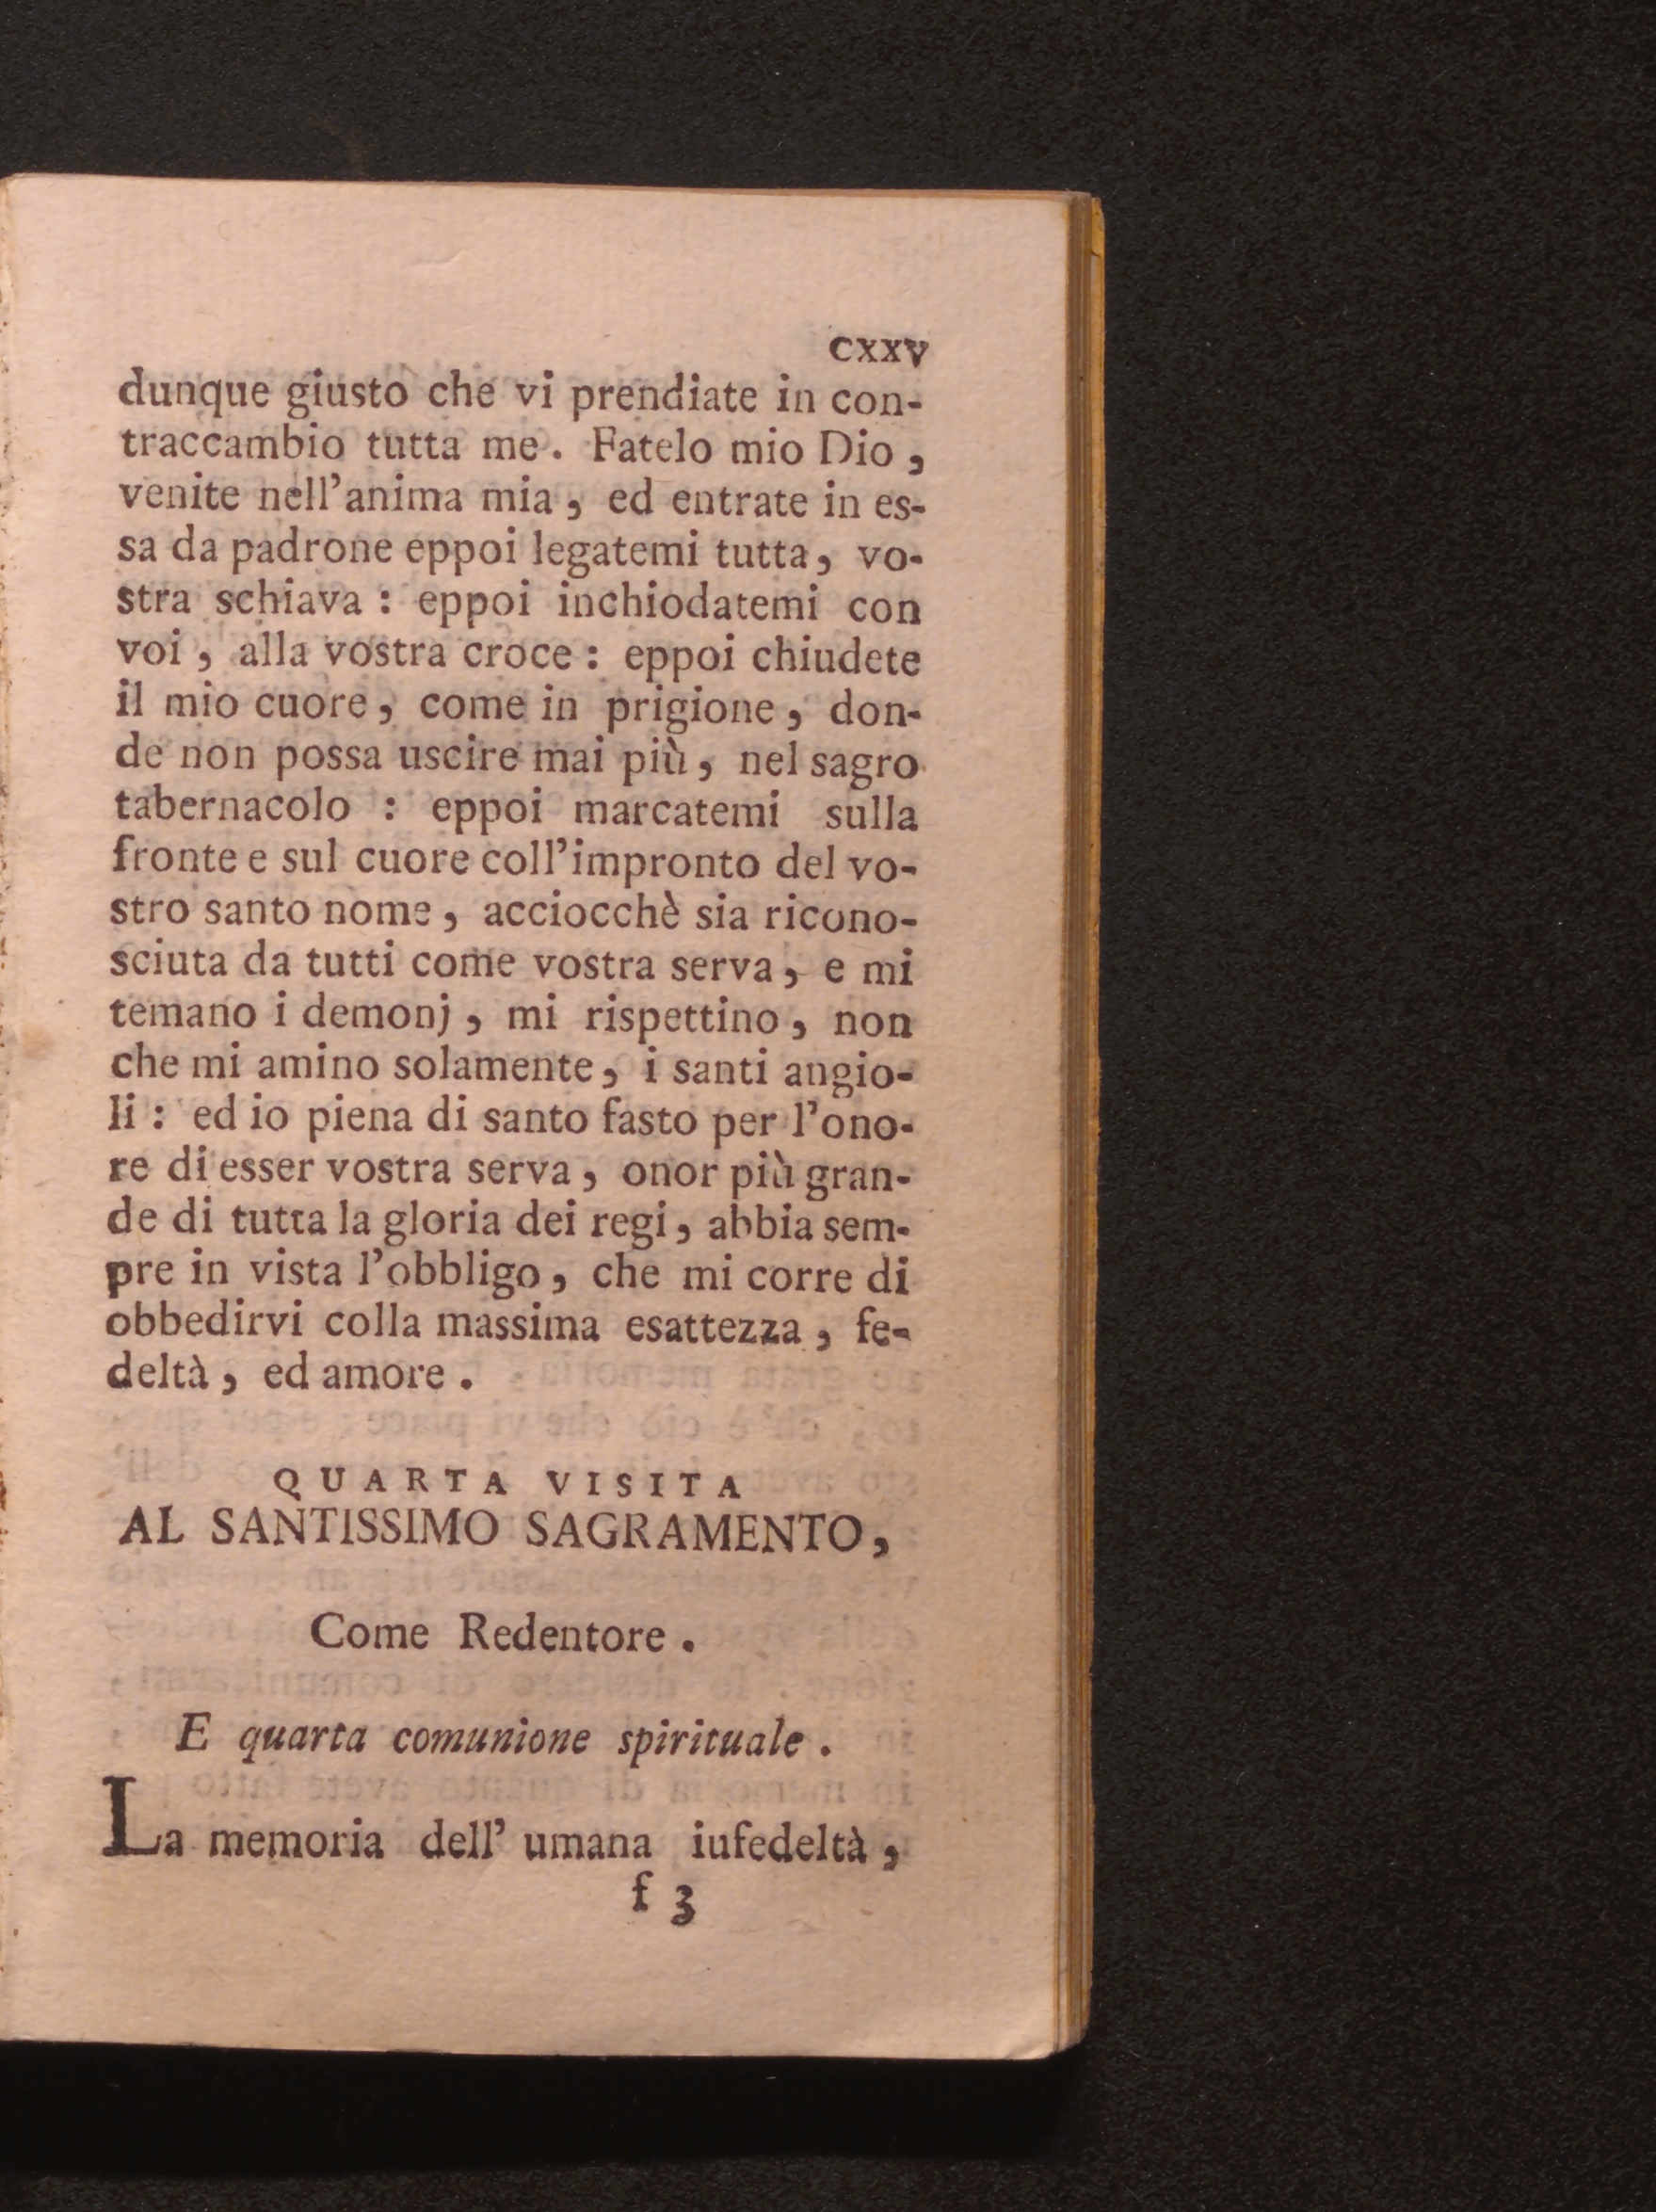 CXXV
dunque giusto che vi prendiate in con-
traccambio tutta me. Fatelo mio Dio,
venite nell'anima mia, ed entrate in es-
sa da padrone eppoi legatemi tutta, vo-
stra schiava: eppoi inchiodatemi con
voi, alla vostra croce: eppoi chiudete
il mio cuore, come in prigione, don-
de non possa uscire mai più, nel sagro
tabernacolo : eppoi marcatemi sulla
fronte e sul cuore coll'impronto del vo-
stro santo nome, acciocchè sia ricono-
sciuta da tutti come vostra serva, e mi
temano i demonj, mi rispettino, non
che mi amino solamente, i santi angio-
li: ed io piena di santo fasto per l'ono-
re di esser vostra serva, onor più gran-
de di tutta la gloria dei regi, abbia sem-
pre in vista l'obbligo, che mi corre di
obbedirvi colla massima esattezza, fe-
deltà, ed amore.
QUARTA VISITA
AL SANTISSIMO SAGRAMENTO,
Come Redentore.
E quarta comunione spirituale.
La memoria dell' umana iufedeltà,
f 3